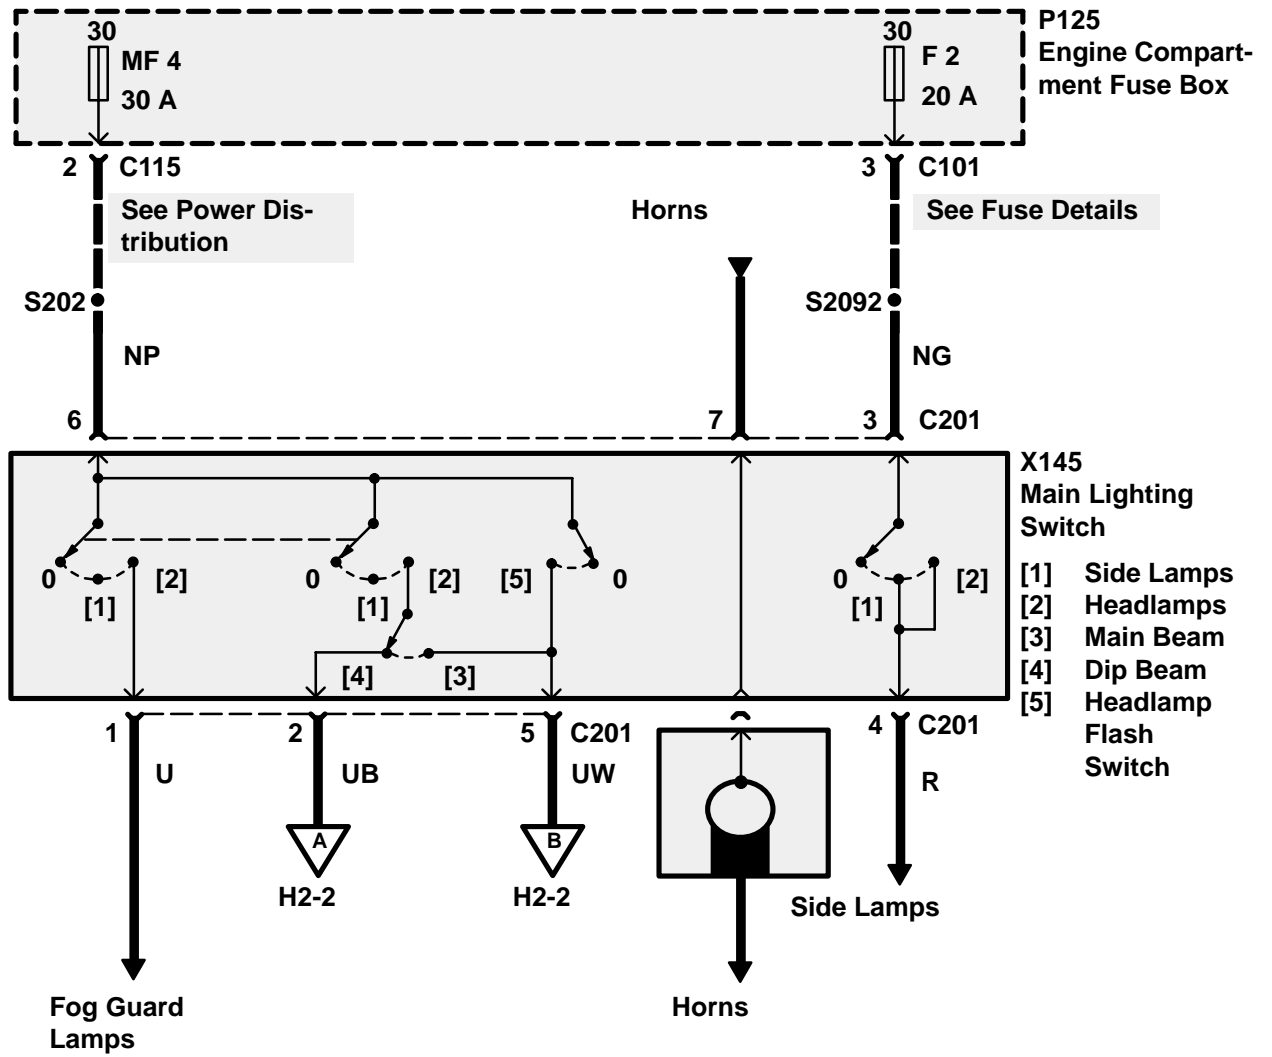 30
MF 4
30 A
30
F 2
20 A
P125
Engine Compart-
ment Fuse Box
2
C115
3
C101
See Power Dis-
tribution
Horns
See Fuse Details
S202
S2092
NP
NG
6
7
3
C201
X145
Main Lighting
Switch
0
[1]
[2]
0
[1]
[2]
[5]
0
0
[1]
[2]
[4]
[3]
[1] Side Lamps
[2] Headlamps
[3] Main Beam
[4] Dip Beam
[5] Headlamp
Flash
Switch
1
2
5
C201
4
C201
U
UB
UW
R
A
B
H2-2
H2-2
Side Lamps
Fog Guard
Lamps
Horns